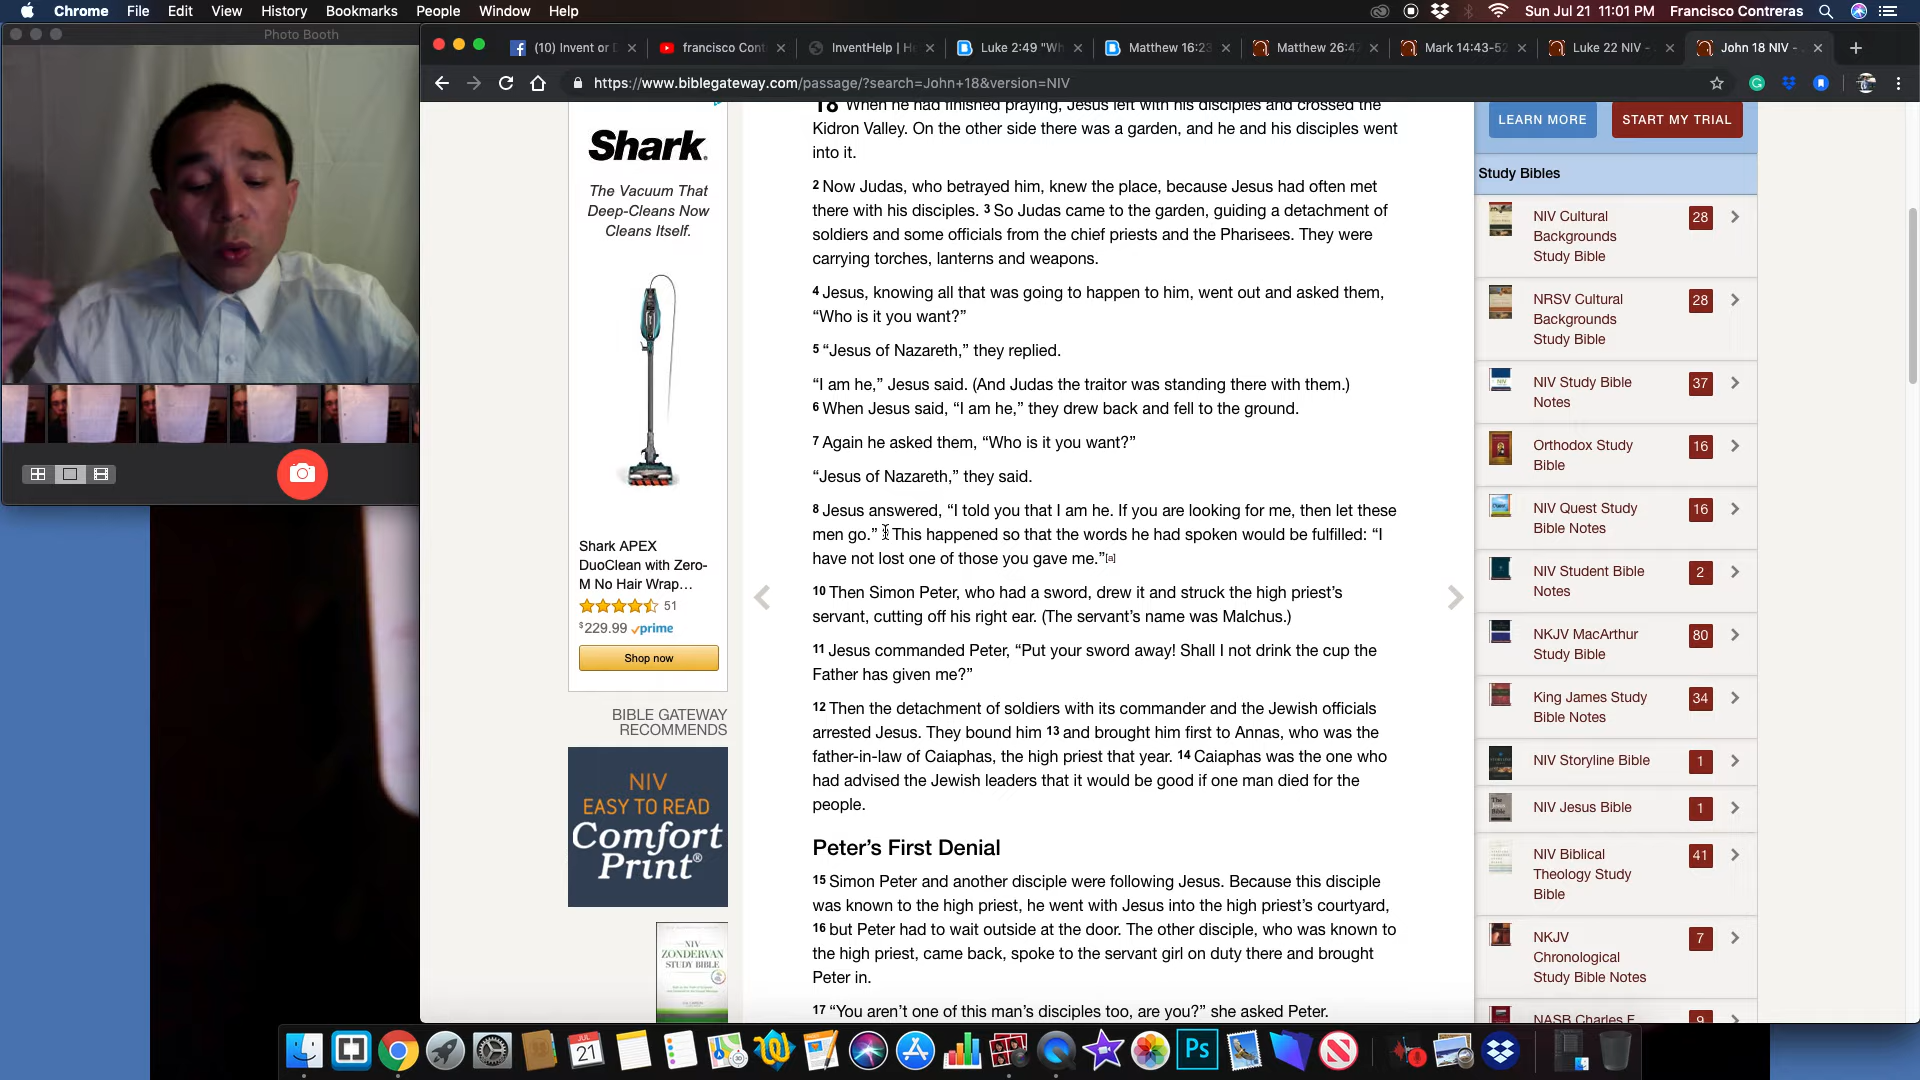 Chrome File Edit View History Bookmarks People Window Help
Sun Jul 21 11:01 PM Francisco Contreras
Photo Booth
(10) Invent or D
francisco Cont
InventHelp | H
Luke 2:49 "Wh
Matthew 16:23
Matthew 26:47
Mark 14:43-52
Luke 22 NIV -
John 18 NIV -
https://www.biblegateway.com/passage/?search=John+18&version=NIV
Shark
The Vacuum That
Deep-Cleans Now
Cleans Itself.
Shark APEX
DuoClean with Zero-
M No Hair Wrap...
51
$229.99 prime
Shop now
BIBLE GATEWAY
RECOMMENDS
NIV
EASY TO READ
Comfort
Print®
NIV
ZONDERVAN
STUDY BIBLE
18 When he had finished praying, Jesus left with his disciples and crossed the
Kidron Valley. On the other side there was a garden, and he and his disciples went
into it.
2 Now Judas, who betrayed him, knew the place, because Jesus had often met
there with his disciples. 3 So Judas came to the garden, guiding a detachment of
soldiers and some officials from the chief priests and the Pharisees. They were
carrying torches, lanterns and weapons.
4 Jesus, knowing all that was going to happen to him, went out and asked them,
“Who is it you want?”
5 “Jesus of Nazareth,” they replied.
“I am he,” Jesus said. (And Judas the traitor was standing there with them.)
6 When Jesus said, “I am he,” they drew back and fell to the ground.
7 Again he asked them, “Who is it you want?”
“Jesus of Nazareth,” they said.
8 Jesus answered, “I told you that I am he. If you are looking for me, then let these
men go.” This happened so that the words he had spoken would be fulfilled: “I
have not lost one of those you gave me.”[a]
10 Then Simon Peter, who had a sword, drew it and struck the high priest’s
servant, cutting off his right ear. (The servant’s name was Malchus.)
11 Jesus commanded Peter, “Put your sword away! Shall I not drink the cup the
Father has given me?”
12 Then the detachment of soldiers with its commander and the Jewish officials
arrested Jesus. They bound him 13 and brought him first to Annas, who was the
father-in-law of Caiaphas, the high priest that year. 14 Caiaphas was the one who
had advised the Jewish leaders that it would be good if one man died for the
people.
Peter’s First Denial
15 Simon Peter and another disciple were following Jesus. Because this disciple
was known to the high priest, he went with Jesus into the high priest’s courtyard,
16 but Peter had to wait outside at the door. The other disciple, who was known to
the high priest, came back, spoke to the servant girl on duty there and brought
Peter in.
17 “You aren’t one of this man’s disciples too, are you?” she asked Peter.
LEARN MORE
START MY TRIAL
Study Bibles
NIV Cultural
Backgrounds
Study Bible
28
NRSV Cultural
Backgrounds
Study Bible
28
NIV Study Bible
Notes
37
Orthodox Study
Bible
16
NIV Quest Study
Bible Notes
16
NIV Student Bible
Notes
2
NKJV MacArthur
Study Bible
80
King James Study
Bible Notes
34
NIV Storyline Bible
1
NIV Jesus Bible
1
NIV Biblical
Theology Study
Bible
41
NKJV
Chronological
Study Bible Notes
7
NASB Charles F.
9
JUL
21
Ps